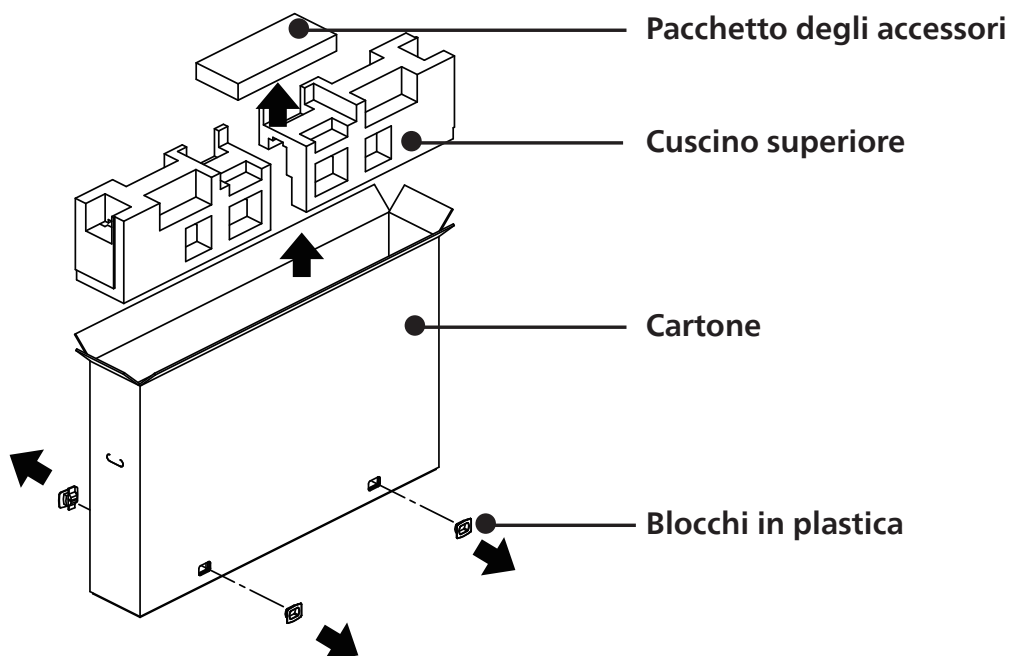 Pacchetto degli accessori
Cuscino superiore
Cartone
Blocchi in plastica